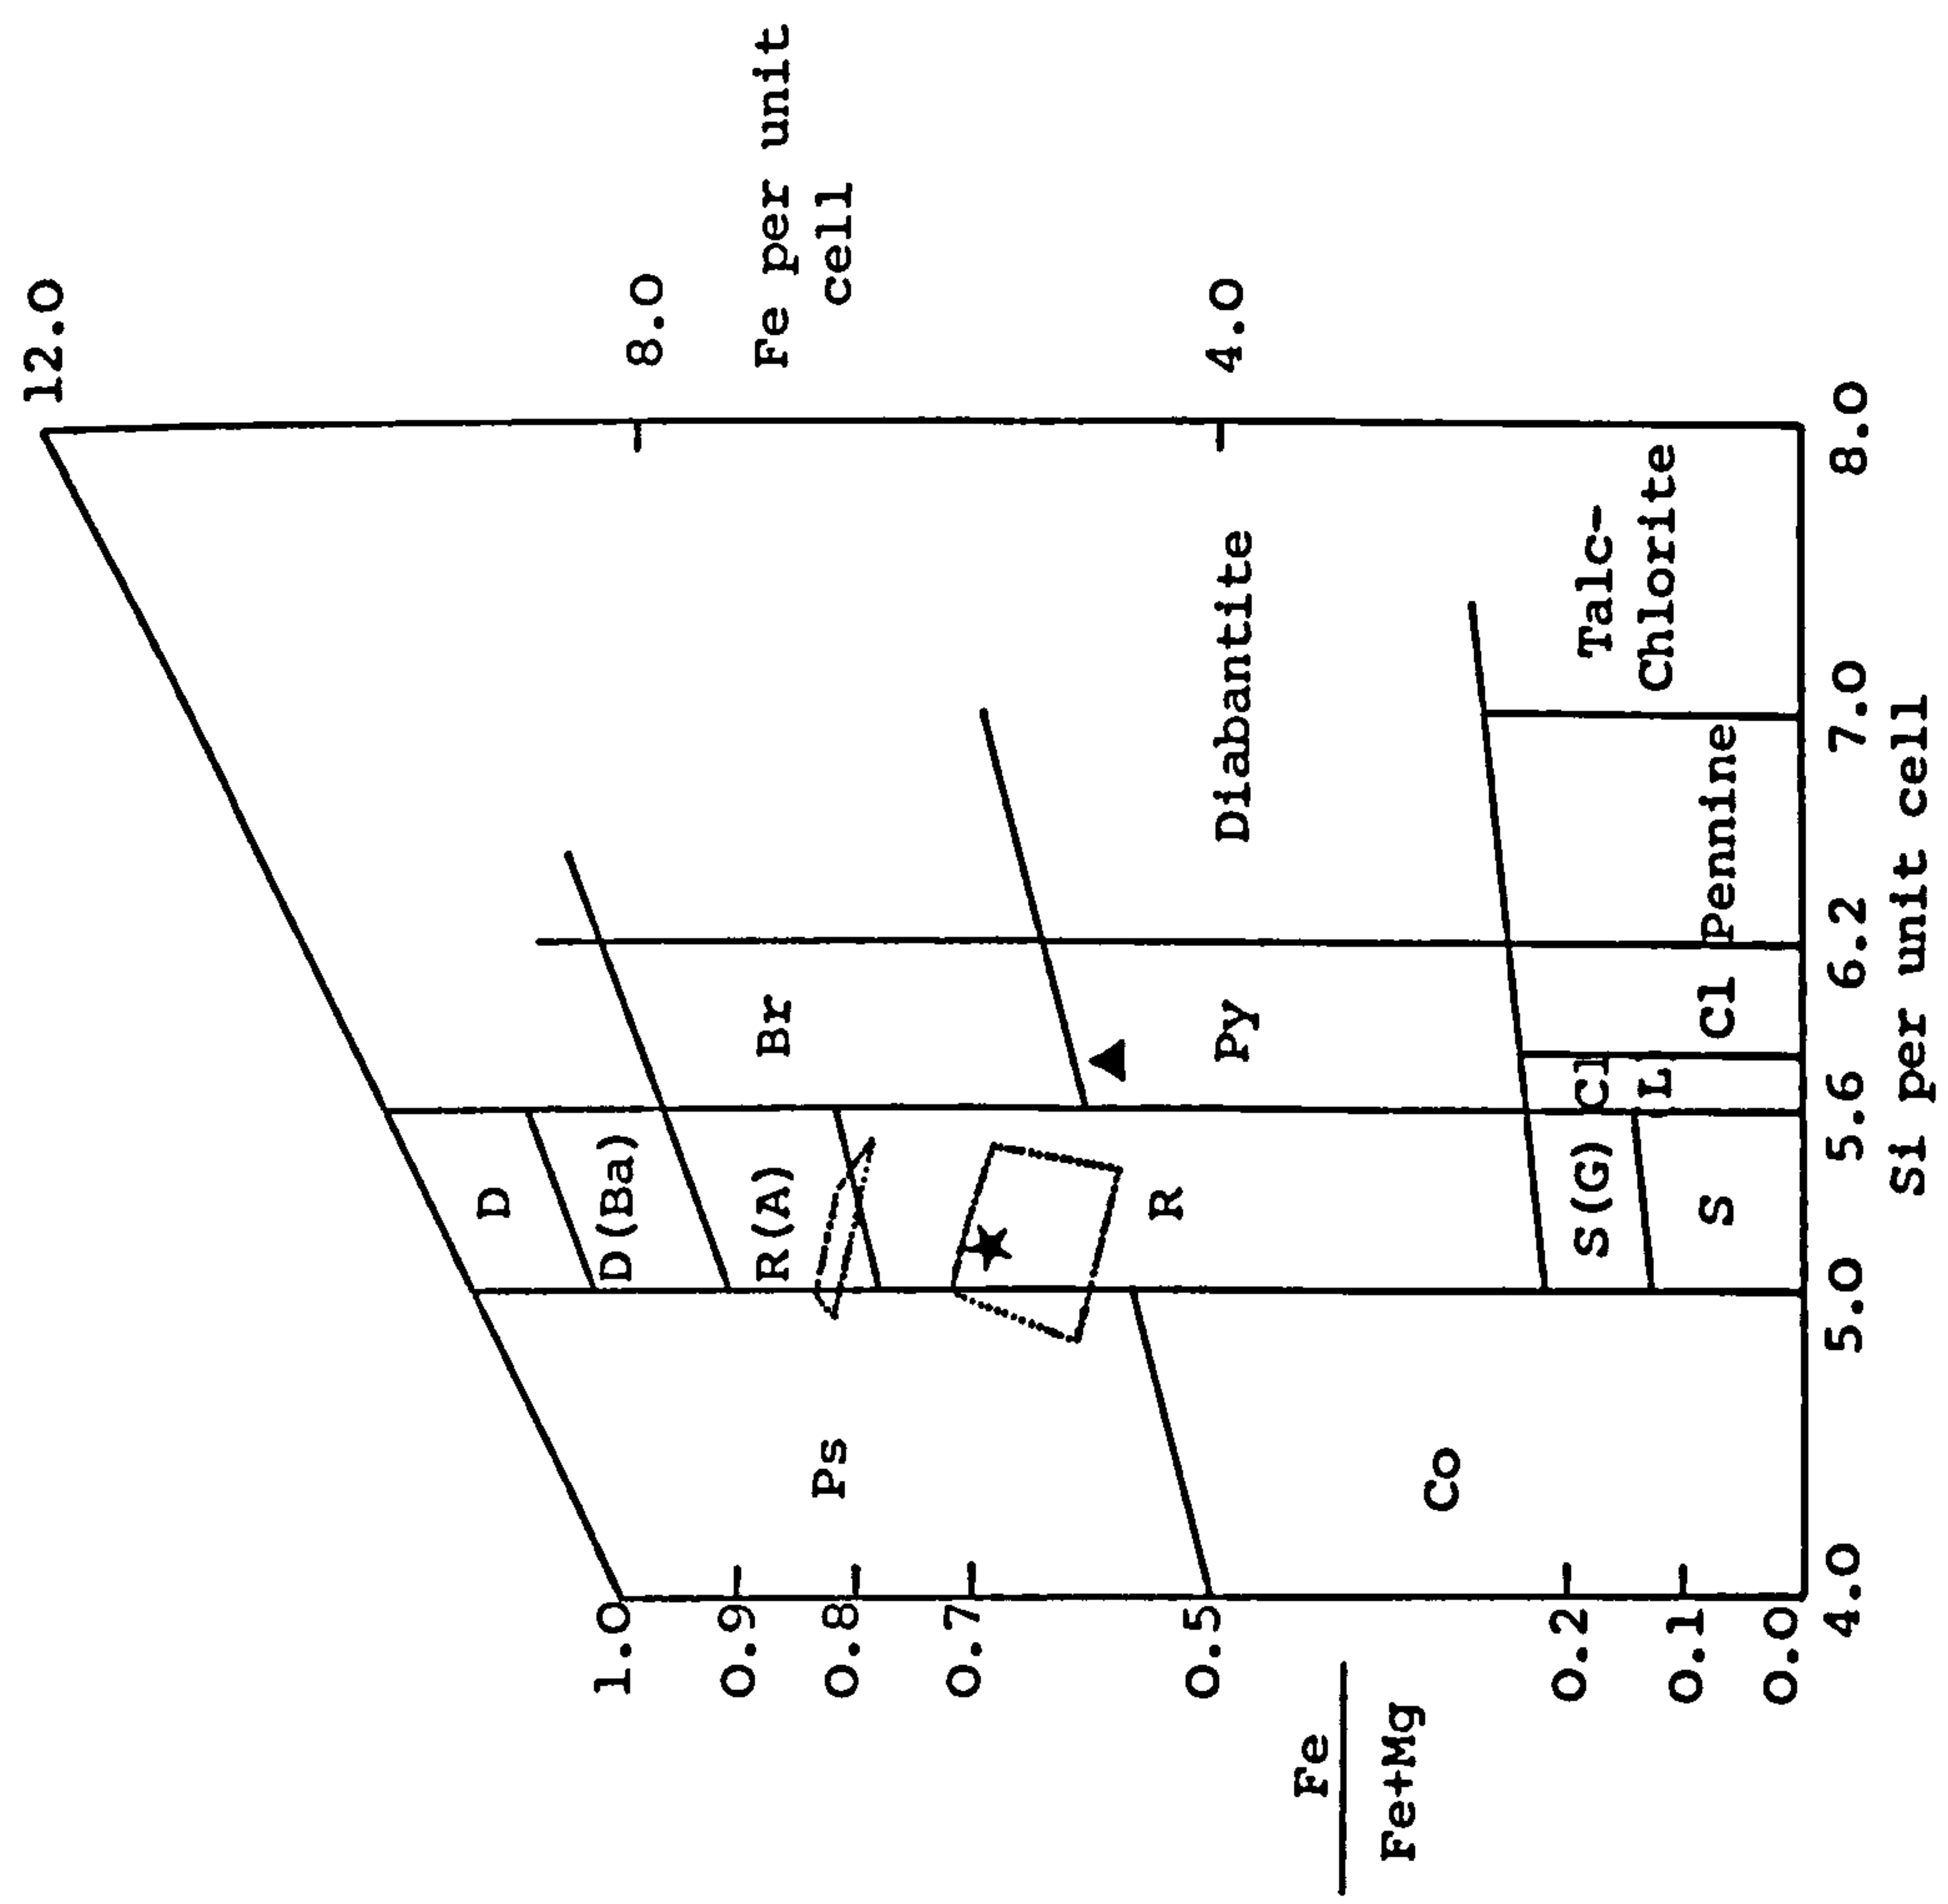 12.0
8.0
4.0
Fe per unit
cell
1.0
0.9
0.8
0.7
0.5
0.2
0.1
0.0
Fe
Fe+Mg
D
D(Ba)
R(A)
Br
Ps
R
Py
Diabantite
Co
S(G)
Cl
(L)
S
Cl
Pennine
Talc-
Chlorite
4.0
5.0
5.6
6.2
7.0
8.0
Si per unit cell